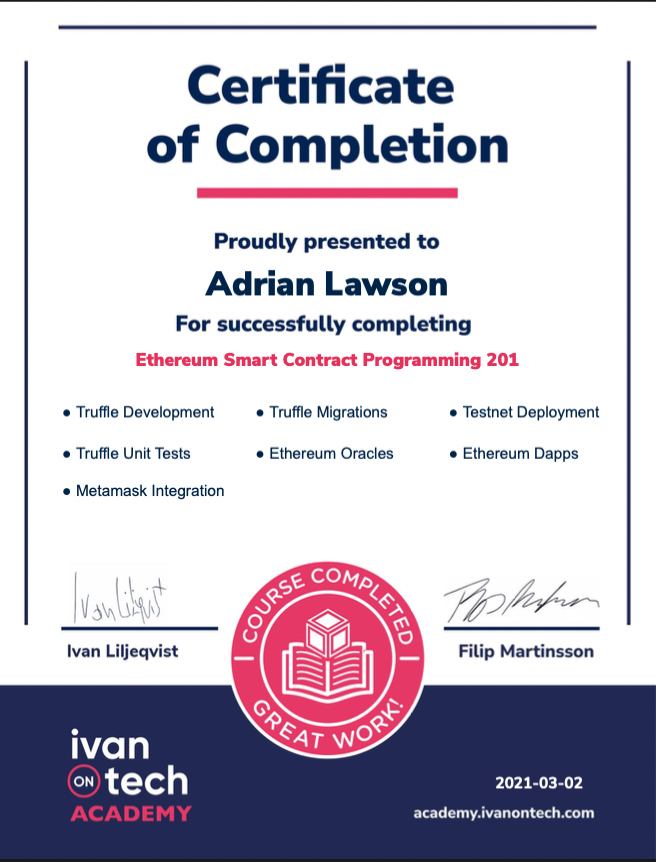 Certificate
of Completion
Proudly presented to
Adrian Lawson
For successfully completing
Ethereum Smart Contract Programming 201
● Truffle Development
● Truffle Migrations
● Testnet Deployment
● Truffle Unit Tests
● Ethereum Oracles
● Ethereum Dapps
● Metamask Integration
Ivan Liljeqvist
COURSE COMPLETED
GREAT WORK!
Filip Martinsson
ivan
ON tech
ACADEMY
2021-03-02
academy.ivanontech.com